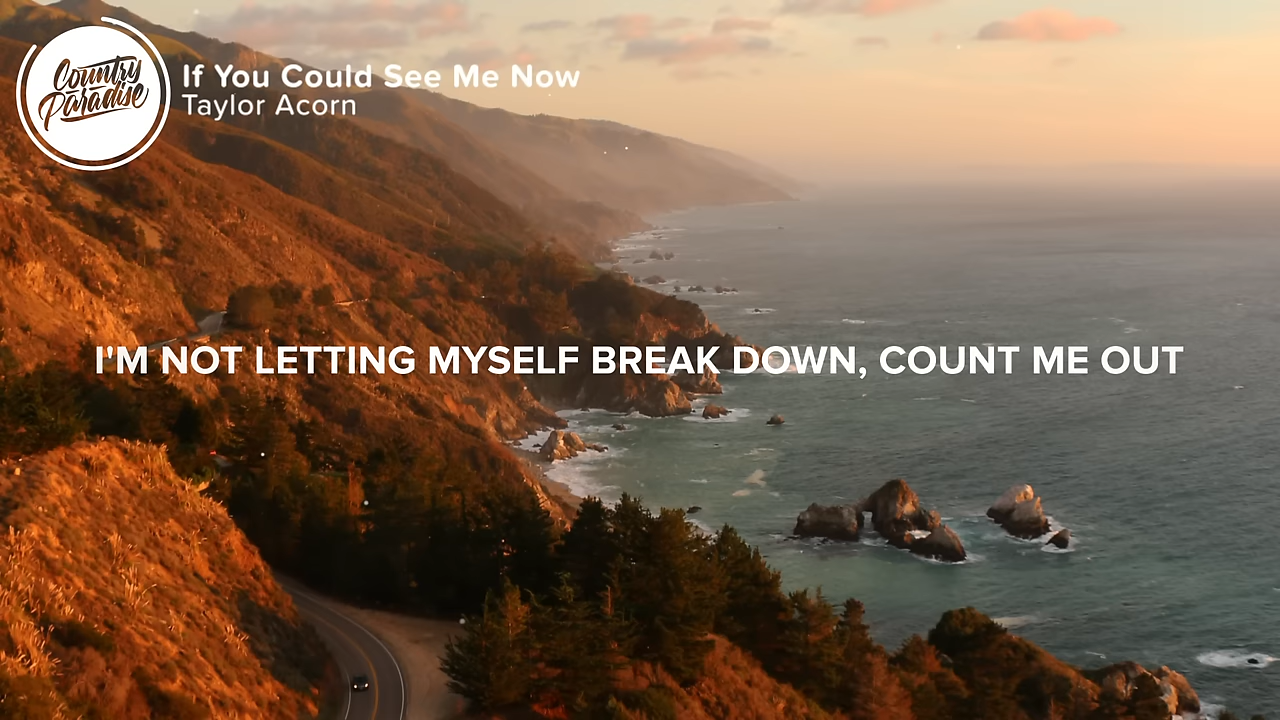 Country
Paradise
If You Could See Me Now
Taylor Acorn
I'M NOT LETTING MYSELF BREAK DOWN, COUNT ME OUT